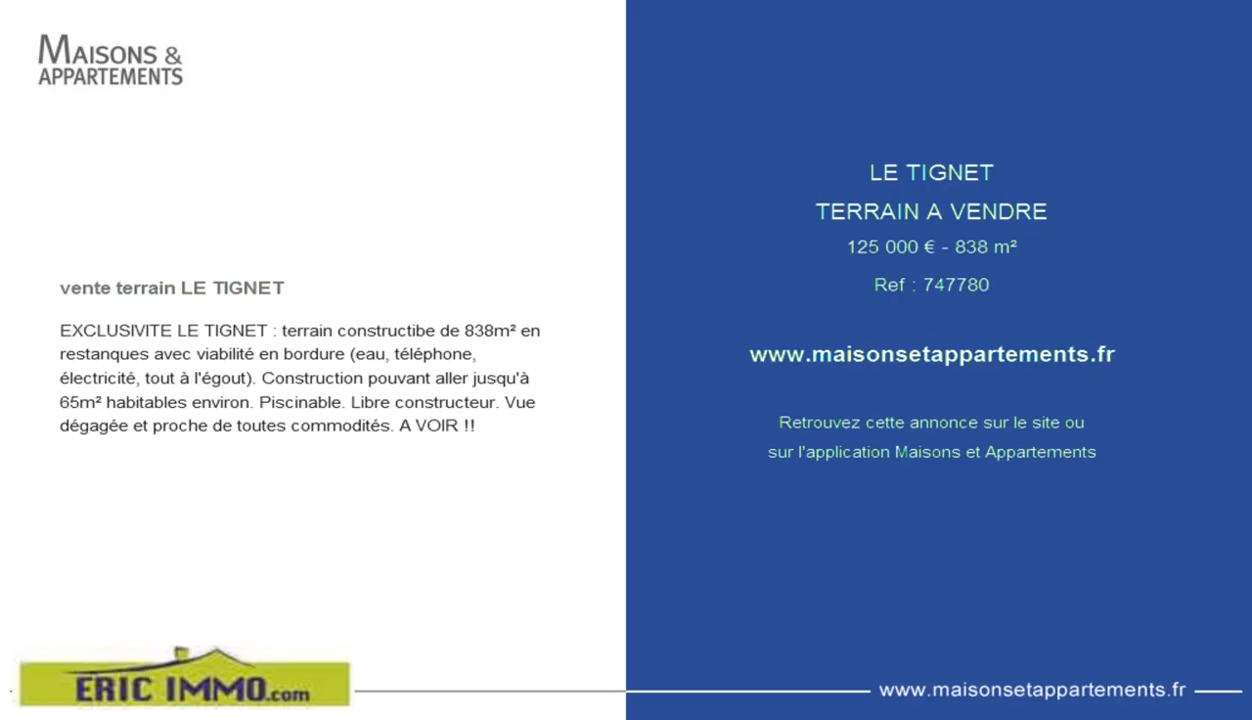 MAISONS &
APPARTEMENTS
vente terrain LE TIGNET
EXCLUSIVITE LE TIGNET : terrain constructibe de 838m² en
restanques avec viabilité en bordure (eau, téléphone,
électricité, tout à l'égout). Construction pouvant aller jusqu'à
65m² habitables environ. Piscinable. Libre constructeur. Vue
dégagée et proche de toutes commodités. A VOIR !!
ERIC IMMO.com
LE TIGNET
TERRAIN A VENDRE
125 000 € - 838 m²
Ref : 747780
www.maisonsetappartements.fr
Retrouvez cette annonce sur le site ou
sur l'application Maisons et Appartements
www.maisonsetappartements.fr